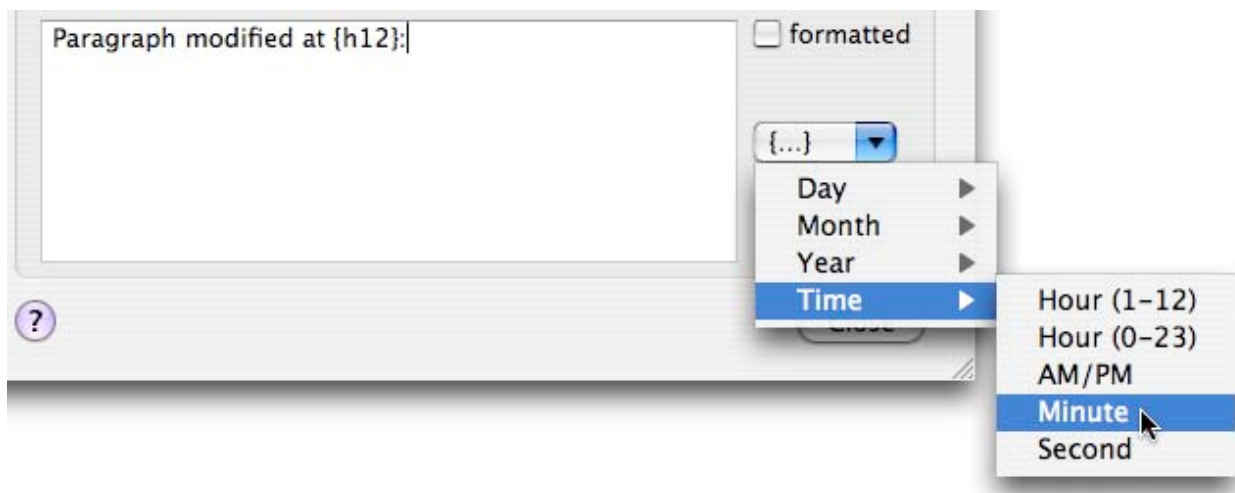 Paragraph modified at {h12}:
formatted
{...}
Day
Month
Year
Time
?
Close
Hour (1-12)
Hour (0-23)
AM/PM
Minute
Second